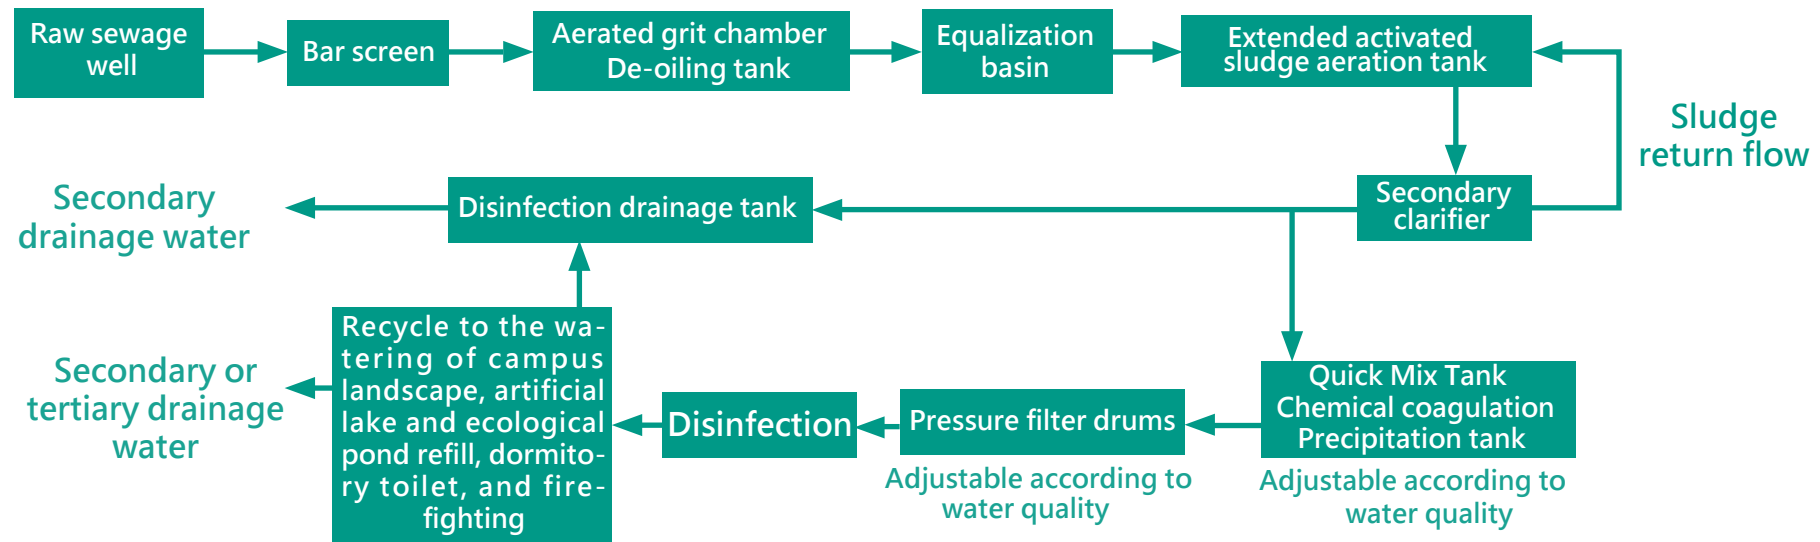 Raw sewage
well
Bar screen
Aerated grit chamber
De-oiling tank
Equalization
basin
Extended activated
sludge aeration tank
Sludge
return flow
Secondary
clarifier
Disinfection drainage tank
Secondary
drainage water
Quick Mix Tank
Chemical coagulation
Precipitation tank
Adjustable according to
water quality
Pressure filter drums
Adjustable according to
water quality
Disinfection
Recycle to the wa-
tering of campus
landscape, artificial
lake and ecological
pond refill, dormito-
ry toilet, and fire-
fighting
Secondary or
tertiary drainage
water